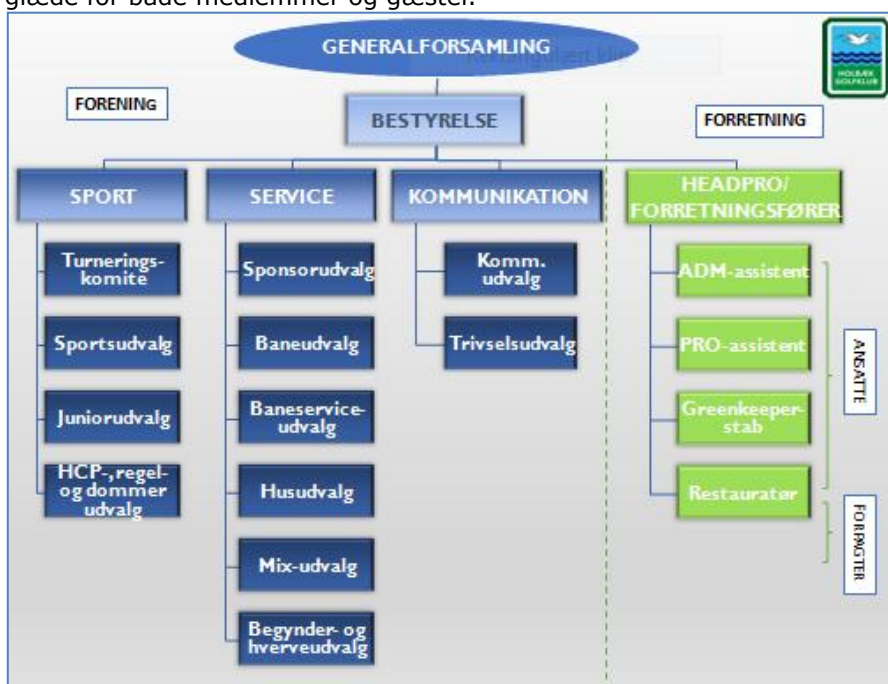 glæde for både medlemmer og gæster.
GENERALFORSAMLING
HOLBÆK
GOLFKLUB
FORENING
BESTYRELSE
FORRETNING
SPORT
SERVICE
KOMMUNIKATION
HEADPRO/
FORRETNINGSFØRER
Turnerings-
komite
Sportsudvalg
Juniorudvalg
HCP-, regel-
og dommer
udvalg
Sponsorudvalg
Baneudvalg
Baneservice-
udvalg
Husudvalg
Mix-udvalg
Begynder- og
hverveudvalg
Komm.
udvalg
Trivselsudvalg
ADM-assistent
PRO-assistent
Greenkeeper-
stab
Restauratør
ANSATTE
FORPAGTER